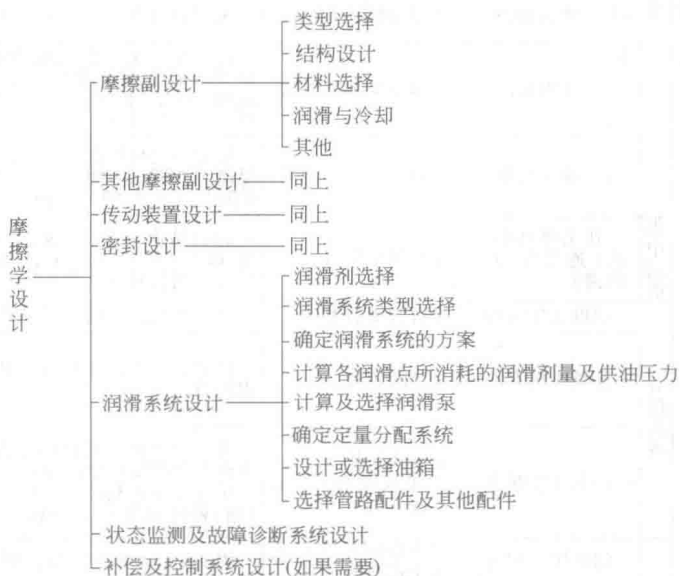 摩擦学设计
摩擦副设计
类型选择
结构设计
材料选择
润滑与冷却
其他
其他摩擦副设计
同上
传动装置设计
同上
密封设计
同上
润滑系统设计
润滑剂选择
润滑系统类型选择
确定润滑系统的方案
计算各润滑点所消耗的润滑剂量及供油压力
计算及选择润滑泵
确定定量分配系统
设计或选择油箱
选择管路配件及其他配件
状态监测及故障诊断系统设计
补偿及控制系统设计(如果需要)